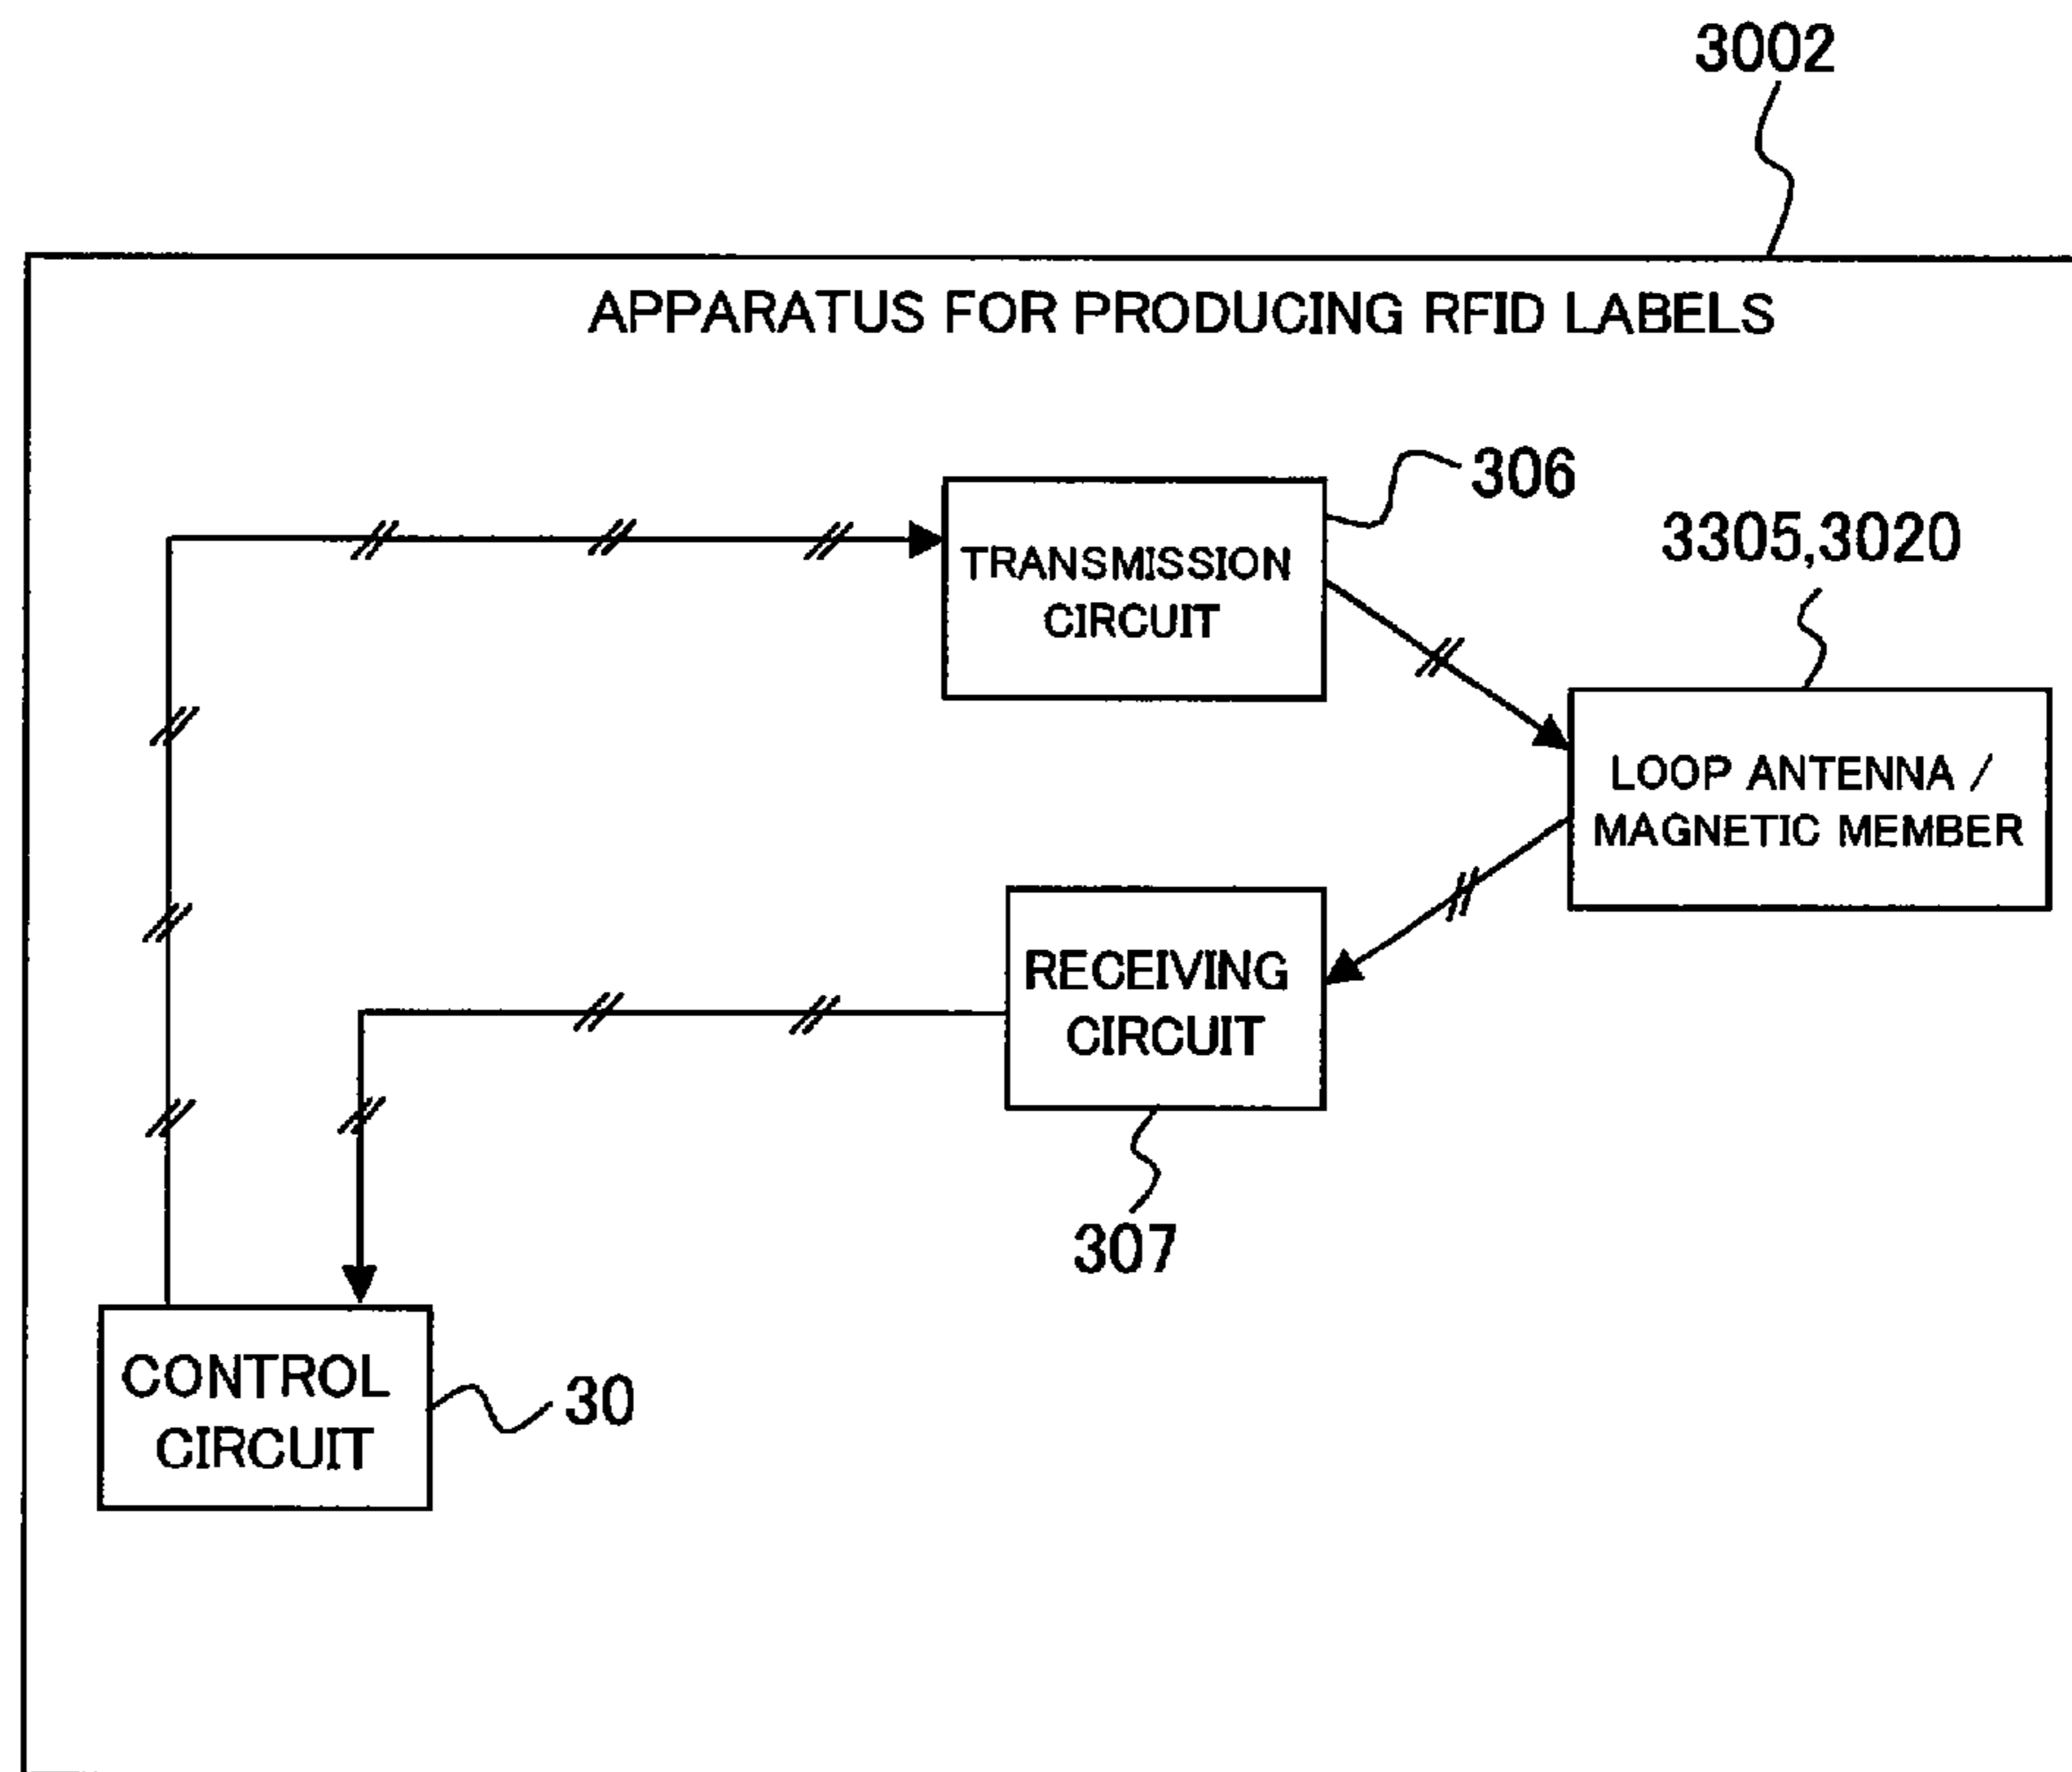 3002
APPARATUS FOR PRODUCING RFID LABELS
306
TRANSMISSION
CIRCUIT
3305,3020
LOOP ANTENNA /
MAGNETIC MEMBER
RECEIVING
CIRCUIT
307
CONTROL
CIRCUIT
30